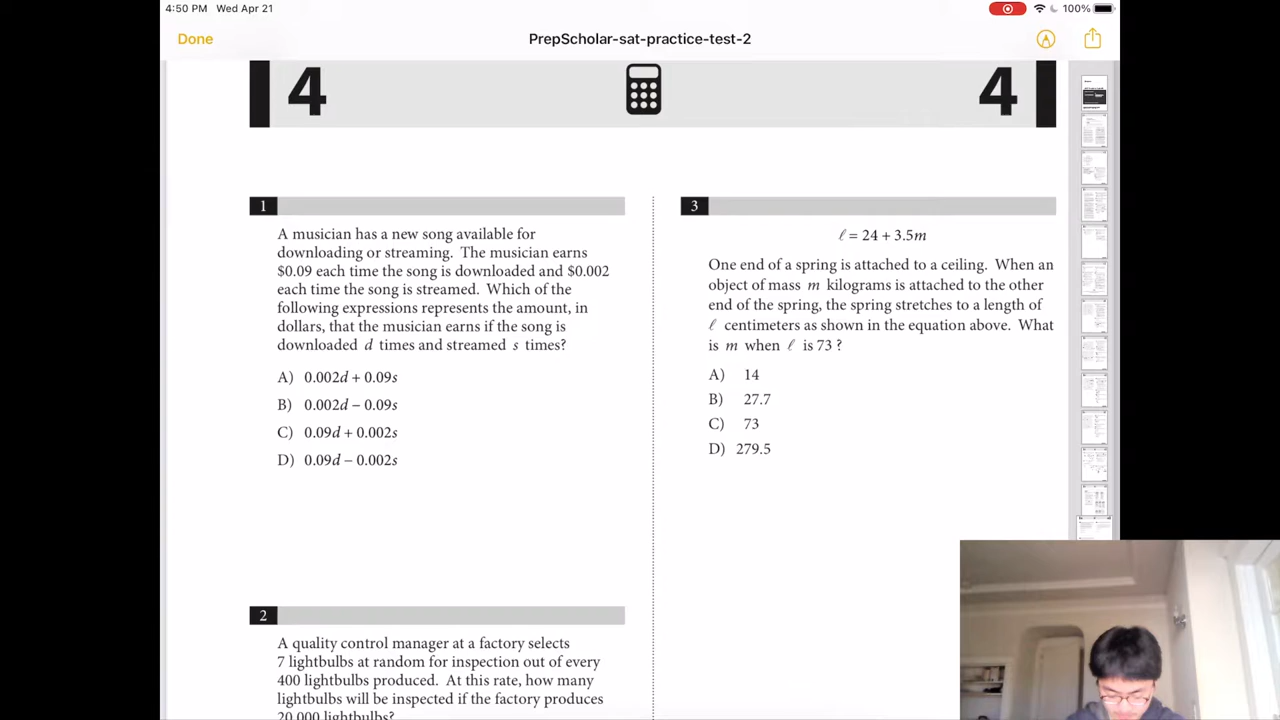 4:50 PM Wed Apr 21
100%
Done
PrepScholar-sat-practice-test-2
4
4
1
A musician has a new song available for
downloading or streaming. The musician earns
$0.09 each time the song is downloaded and $0.002
each time the song is streamed. Which of the
following expressions represents the amount, in
dollars, that the musician earns if the song is
downloaded d times and streamed s times?
A) 0.002d + 0.09s
B) 0.002d – 0.09s
C) 0.09d + 0.002s
D) 0.09d – 0.002s
2
A quality control manager at a factory selects
7 lightbulbs at random for inspection out of every
400 lightbulbs produced. At this rate, how many
lightbulbs will be inspected if the factory produces
20,000 lightbulbs?
3
ℓ = 24 + 3.5m
One end of a spring is attached to a ceiling. When an
object of mass m kilograms is attached to the other
end of the spring, the spring stretches to a length of
ℓ centimeters as shown in the equation above. What
is m when ℓ is 73 ?
A) 14
B) 27.7
C) 73
D) 279.5